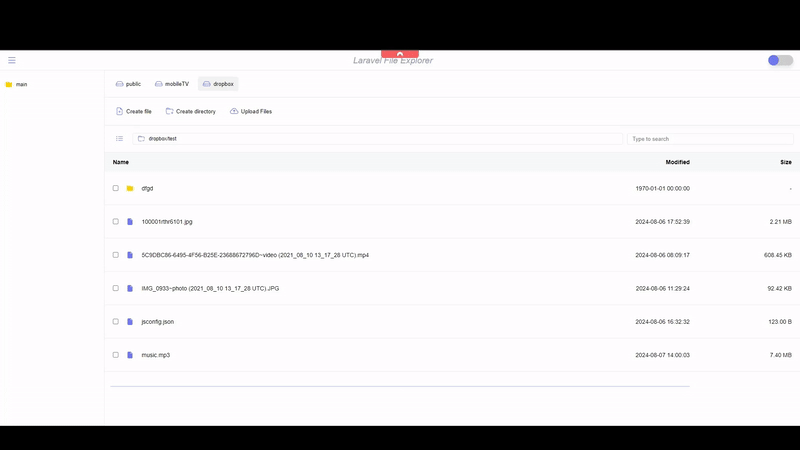 Laravel File Explorer
main
public mobileTV dropbox
Create file Create directory Upload Files
dropbox/test Type to search
Name Modified Size
dfgd 1970-01-01 00:00:00 -
100001/thr6101.jpg 2024-08-06 17:52:39 2.21 MB
5C9DBC86-6495-4F56-B25E-23688672796D~video (2021_08_10 13_17_28 UTC).mp4 2024-08-06 08:09:17 608.45 KB
IMG_0933~photo (2021_08_10 13_17_28 UTC).JPG 2024-08-06 11:29:24 92.42 KB
jsconfig.json 2024-08-06 16:32:32 123.00 B
music.mp3 2024-08-07 14:00:03 7.40 MB